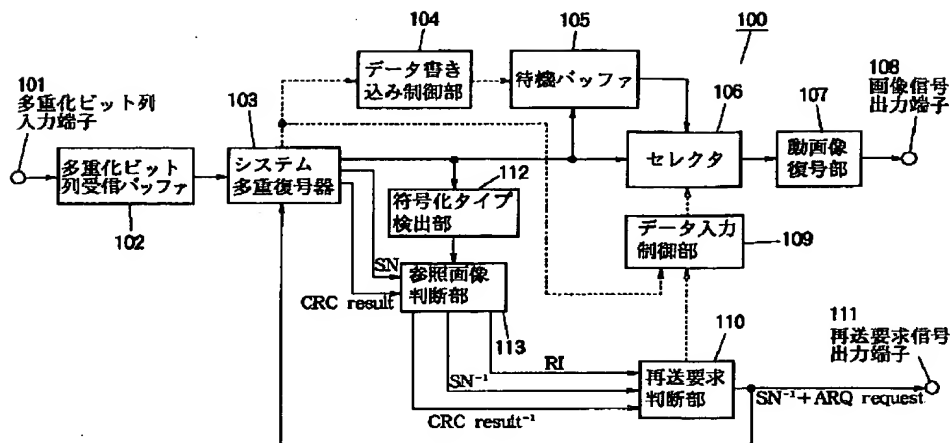 100
101
多重化ビット列
入力端子
多重化ビット
列受信バッファ
102
103
システム
多重復号器
104
データ書き
込み制御部
105
待機バッファ
106
セレクタ
107
動画像
復号部
108
画像信号
出力端子
112
符号化タイプ
検出部
データ入力
制御部
109
SN
CRC result
参照画像
判断部
113
RI
SN⁻¹
CRC result⁻¹
110
再送要求
判断部
111
再送要求信号
出力端子
SN⁻¹+ARQ request